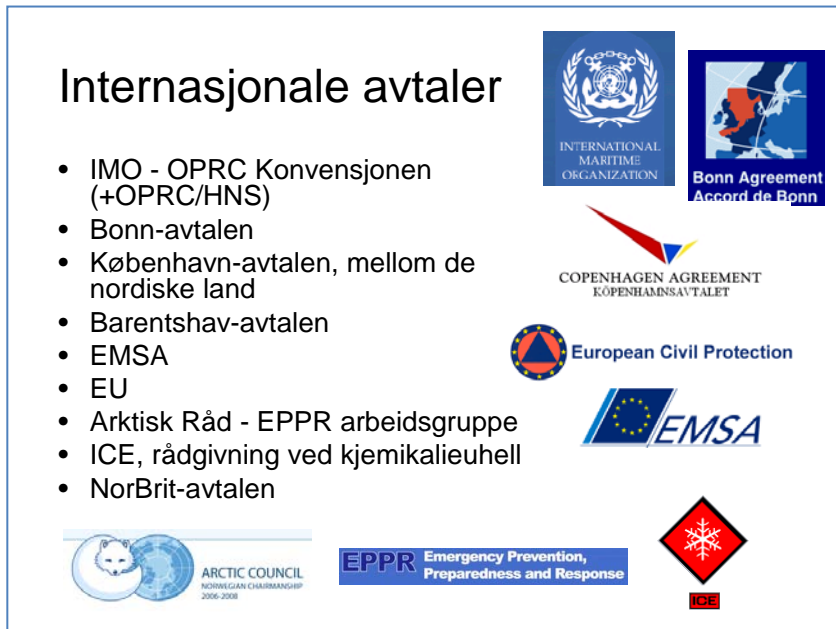 Internasjonale avtaler
• IMO - OPRC Konvensjonen
(+OPRC/HNS)
• Bonn-avtalen
• København-avtalen, mellom de
nordiske land
• Barentshav-avtalen
• EMSA
• EU
• Arktisk Råd - EPPR arbeidsgruppe
• ICE, rådgivning ved kjemikalieuhell
• NorBrit-avtalen
INTERNATIONAL
MARITIME
ORGANIZATION
Bonn Agreement
Accord de Bonn
COPENHAGEN AGREEMENT
KÖPENHAMNSAVTALET
European Civil Protection
EMSA
ARCTIC COUNCIL
NORWEGIAN CHAIRMANSHIP
2006-2008
EPPR Emergency Prevention,
Preparedness and Response
ICE